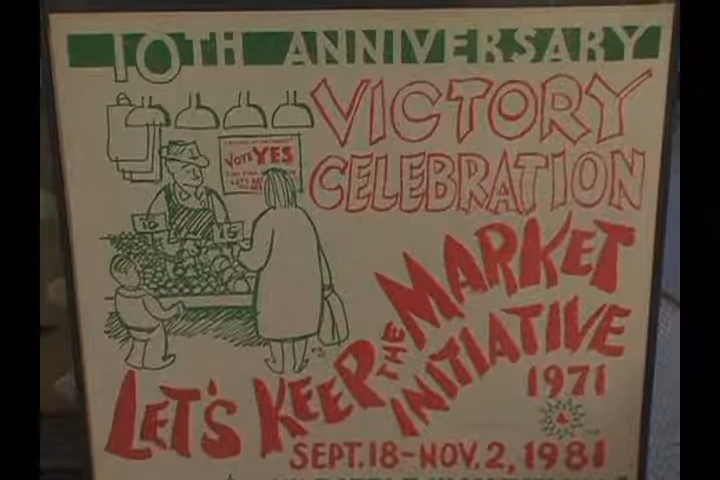 10TH ANNIVERSARY
VICTORY
CELEBRATION
VOTE YES
10
15
LET'S KEEP THE MARKET
INITIATIVE
1971
SEPT. 18-NOV. 2, 1981